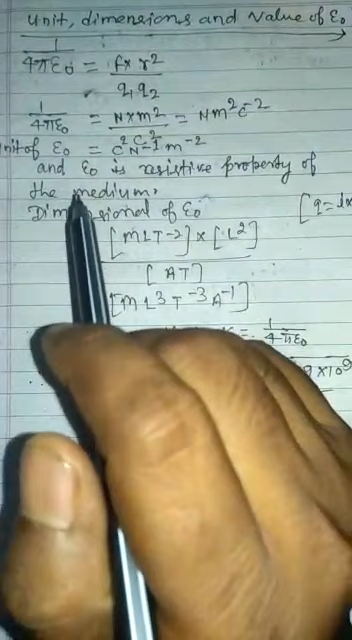 Unit, dimensions and value of ε₀
1/4πε₀ = F×r²/q₁q₂
1/4πε₀ = N×m²/C² = Nm²C⁻²
Unit of ε₀ = C²N⁻¹m⁻²
and ε₀ is resistive property of
the medium.
Dimensional of ε₀ [q=
[MLT⁻²]×[L²]
[AT]
[ML³T⁻³A⁻¹]
= 1/4πε₀
9×10⁹